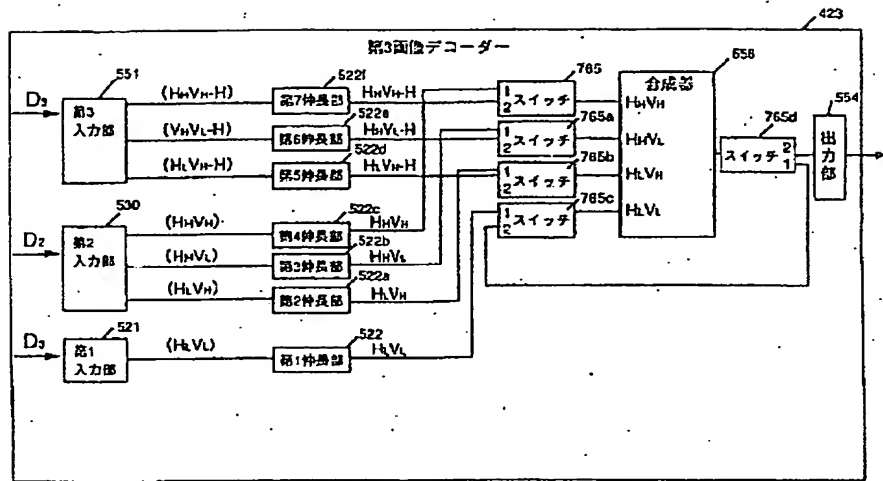 423
第3画像デコーダー
551
D3
第3
入力部
(HHVH-H)
第7伸長部
522f
HHVH-H
(VHVL-H)
第6伸長部
522e
HHVL-H
(HLVH-H)
第5伸長部
522d
HLVH-H
765
1
2
スイッチ
765a
1
2
スイッチ
765b
1
2
スイッチ
765c
1
2
スイッチ
合成器
556
HHVH
HHVL
HLVH
HLVL
765d
スイッチ
2
1
554
出力部
530
D2
第2
入力部
(HHVH)
第4伸長部
522c
HHVH
(HHVL)
第3伸長部
522b
(HLVH)
第2伸長部
522a
HLVH
521
D3
第1
入力部
(HLVL)
第1伸長部
522
HLVL